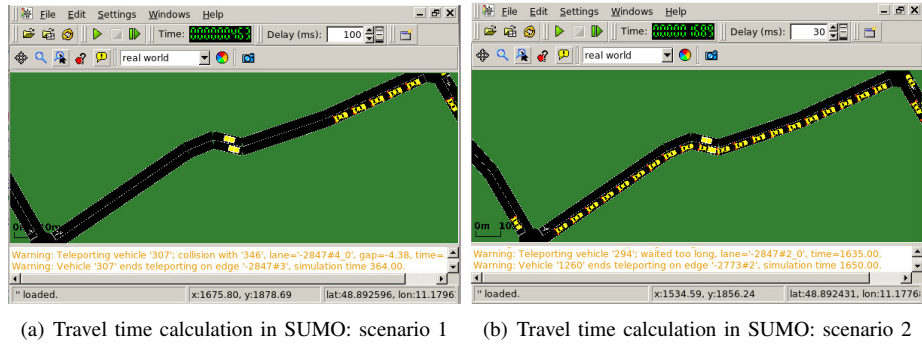 File Edit Settings Windows Help
Time: 000000463 Delay (ms): 100
real world
Warning: Teleporting vehicle '307'; collision with '346', lane='-2847#4_0', gap=-4.38, time=
Warning: Vehicle '307' ends teleporting on edge '-2847#3', simulation time 364.00.
'' loaded. x:1675.80, y:1878.69 lat:48.892596, lon:11.1796
File Edit Settings Windows Help
Time: Delay (ms): 30
real world
0m
Warning: Teleporting vehicle '294'; waited too long, lane='-2847#2_0', time=1635.00.
Warning: Vehicle '1260' ends teleporting on edge '-2773#2', simulation time 1650.00.
'' loaded. x:1534.59, y:1856.24 lat:48.892431, lon:11.1776
(a) Travel time calculation in SUMO: scenario 1 (b) Travel time calculation in SUMO: scenario 2